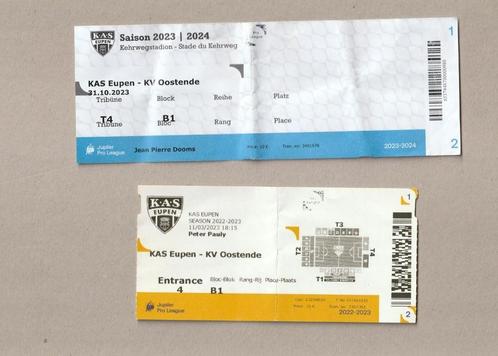 K·A·S
EUPEN
Saison 2023 | 2024
Kehrwegstadion - Stade du Kehrweg
1
KAS Eupen - KV Oostende
31.10.2023
Tribüne Block Reihe Platz
T4 B1
Tribune Bloc Rang Place
Jupiler
Pro League
Jean Pierre Dooms
2023-2024
2
K·A·S
EUPEN
KAS EUPEN
SEASON 2022-2023
11/03/2023 18:15
Peter Pauly
1
T3
T2
T4
T1
KAS Eupen - KV Oostende
Entrance
4
Bloc-Blok Rang-Rij Place-Plaats
B1
Jupiler
Pro League
2022-2023
2